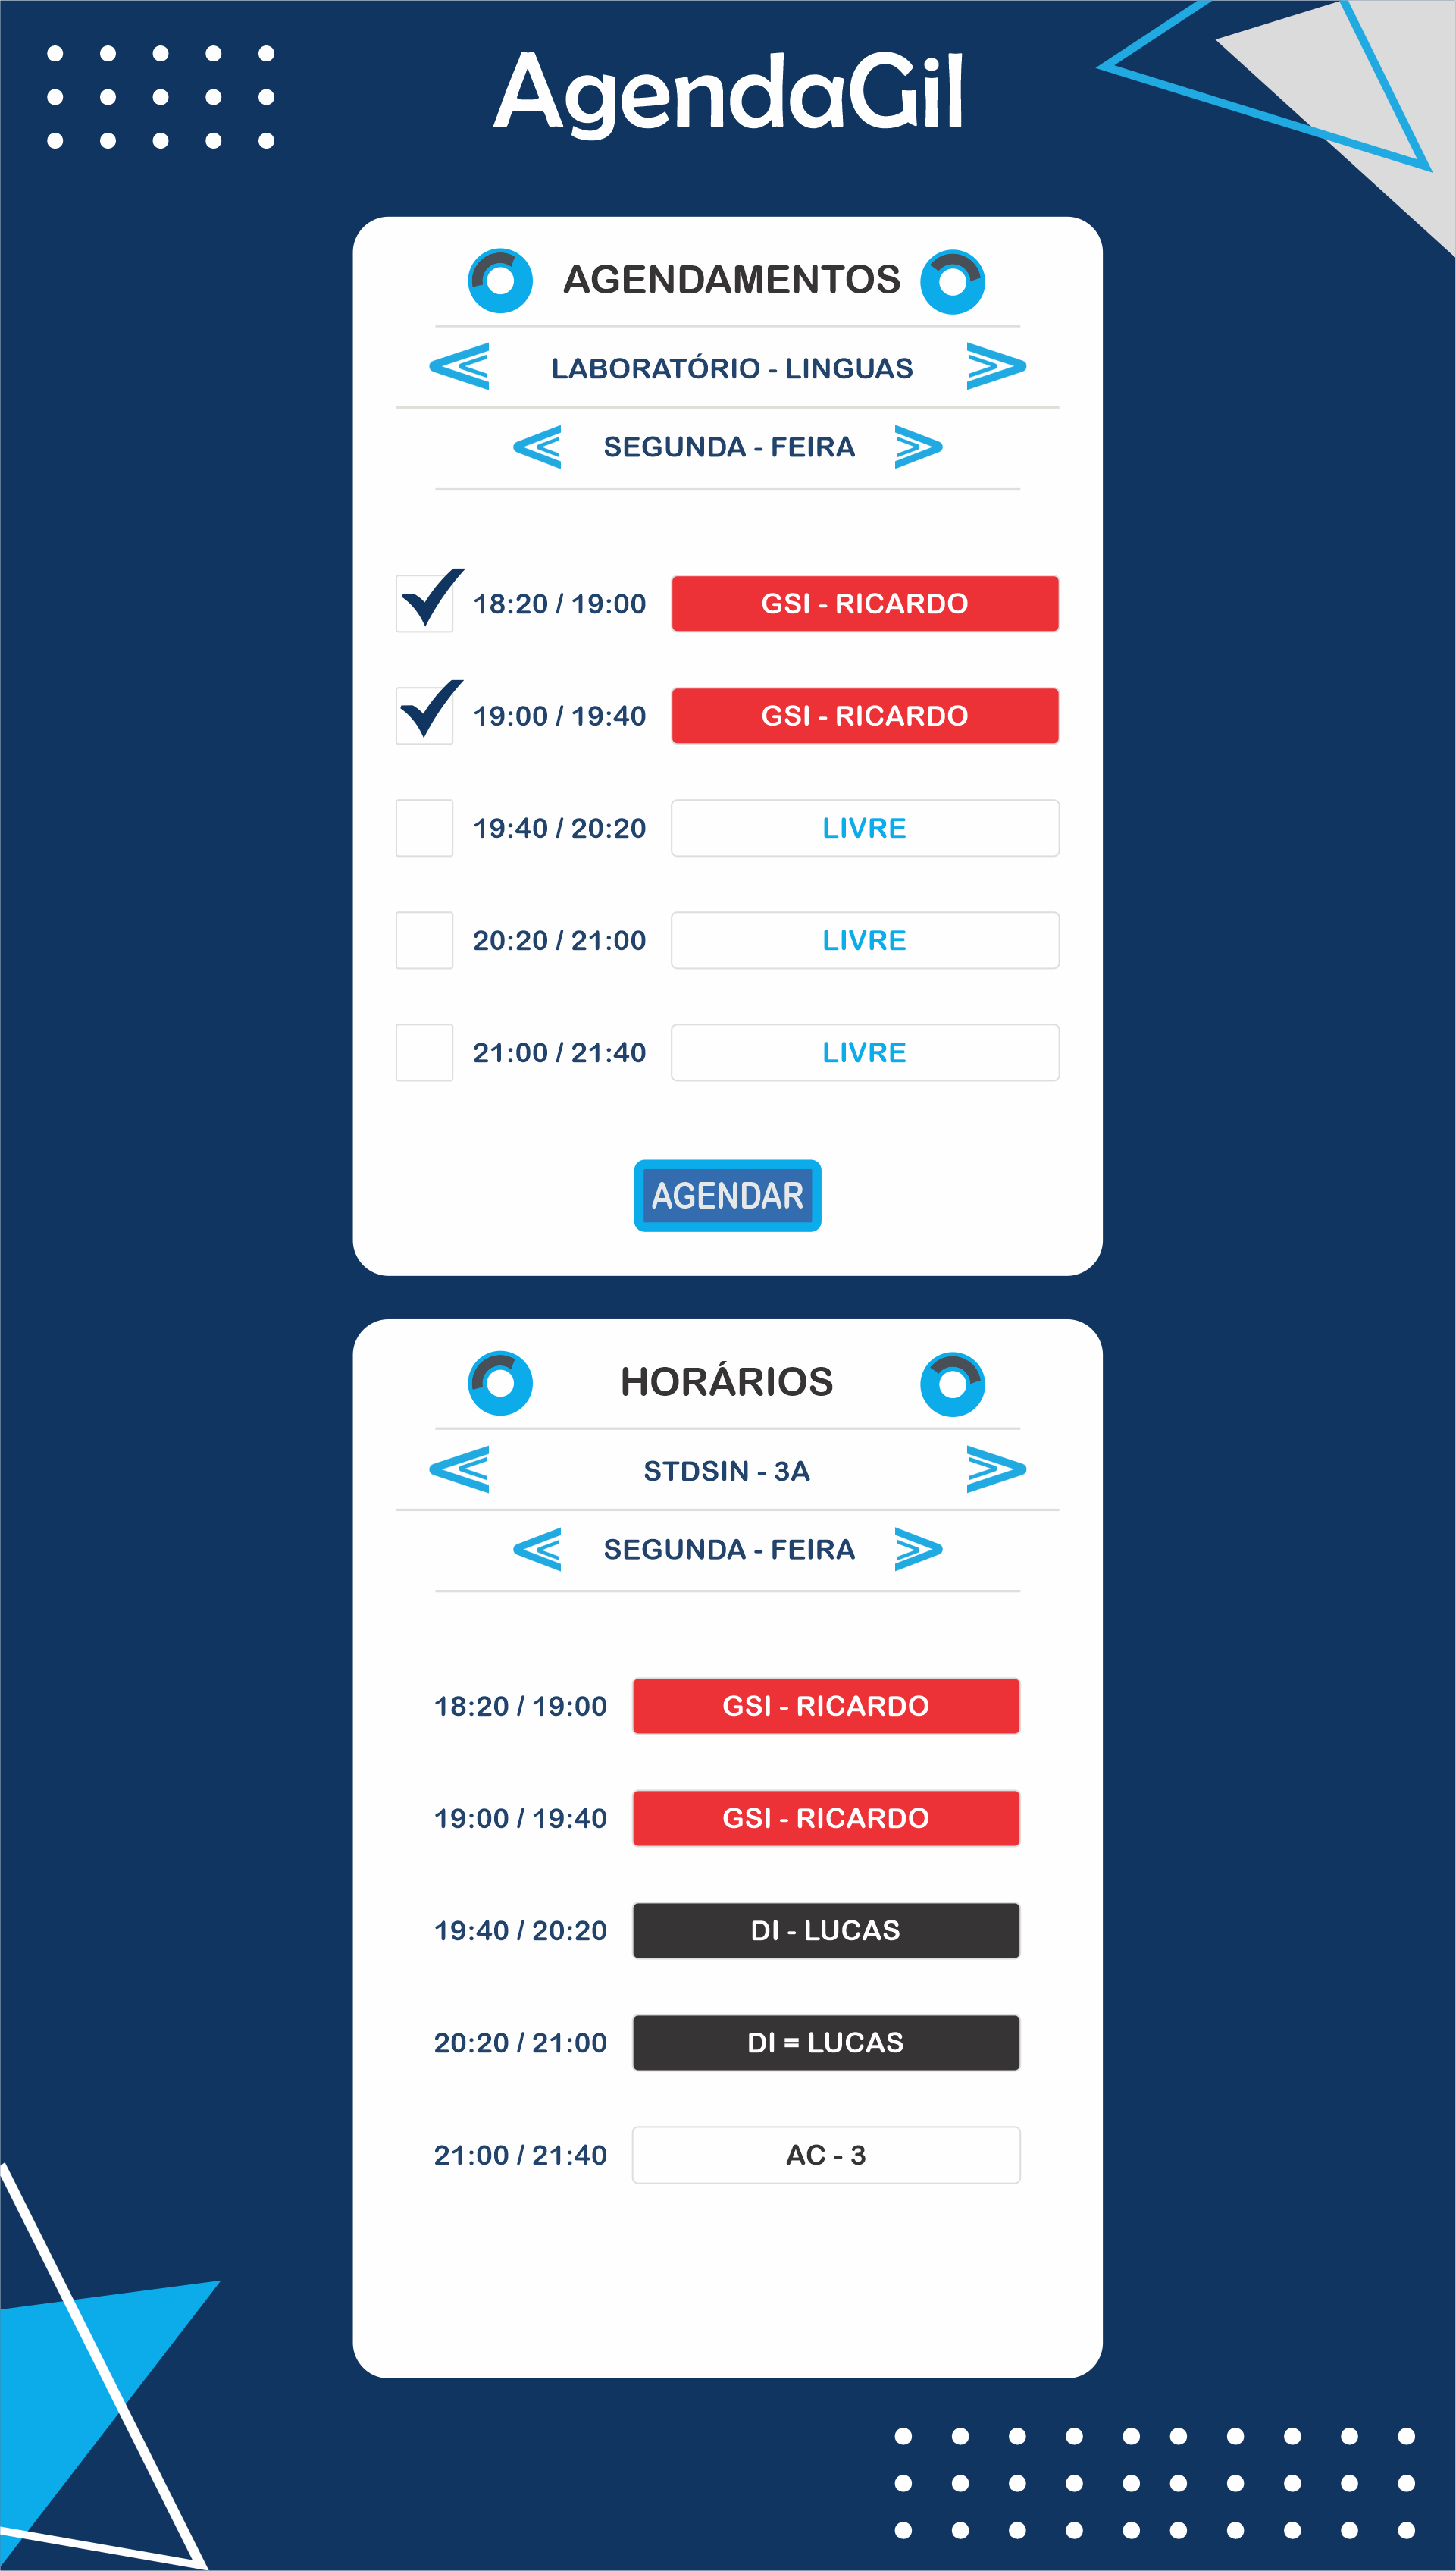 AgendaGil
AGENDAMENTOS
LABORATÓRIO - LINGUAS
SEGUNDA - FEIRA
18:20 / 19:00 GSI - RICARDO
19:00 / 19:40 GSI - RICARDO
19:40 / 20:20 LIVRE
20:20 / 21:00 LIVRE
21:00 / 21:40 LIVRE
AGENDAR
HORÁRIOS
STDSIN - 3A
SEGUNDA - FEIRA
18:20 / 19:00 GSI - RICARDO
19:00 / 19:40 GSI - RICARDO
19:40 / 20:20 DI - LUCAS
20:20 / 21:00 DI = LUCAS
21:00 / 21:40 AC - 3